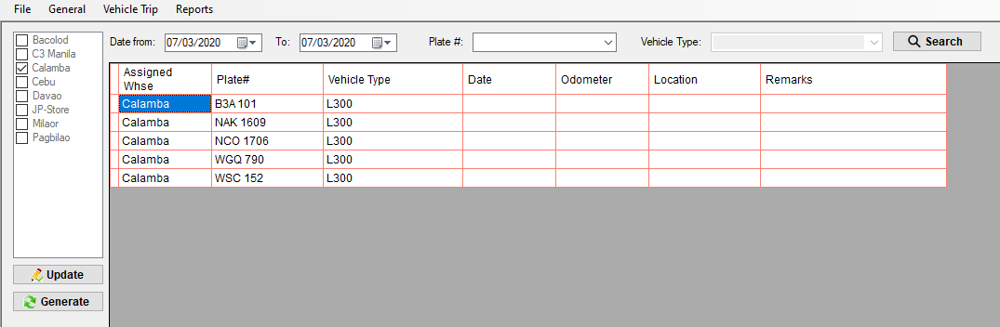 File General Vehicle Trip Reports
Bacolod
C3 Manila
Calamba
Cebu
Davao
JP-Store
Milaor
Pagbilao
Update
Generate
Date from: 07/03/2020 To: 07/03/2020 Plate #: Vehicle Type: Search
Assigned Whse Plate# Vehicle Type Date Odometer Location Remarks
Calamba B3A 101 L300
Calamba NAK 1609 L300
Calamba NCO 1706 L300
Calamba WGQ 790 L300
Calamba WSC 152 L300